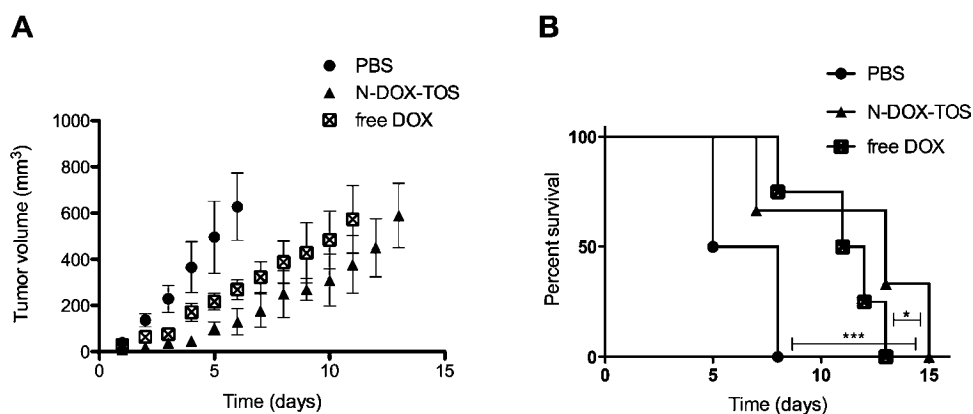 A
PBS
N-DOX-TOS
free DOX
1000
800
600
400
200
0
Tumor volume (mm³)
0 5 10 15
Time (days)
B
PBS
N-DOX-TOS
free DOX
100
50
0
Percent survival
*
***
0 5 10 15
Time (days)